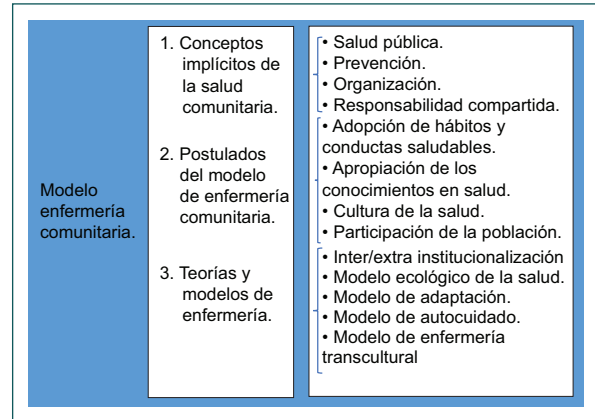 Modelo
enfermería
comunitaria.
1. Conceptos
implícitos de
la salud
comunitaria.
2. Postulados
del modelo
de enfermería
comunitaria.
3. Teorías y
modelos de
enfermería.
• Salud pública.
• Prevención.
• Organización.
• Responsabilidad compartida.
• Adopción de hábitos y
conductas saludables.
• Apropiación de los
conocimientos en salud.
• Cultura de la salud.
• Participación de la población.
• Inter/extra institucionalización
• Modelo ecológico de la salud.
• Modelo de adaptación.
• Modelo de autocuidado.
• Modelo de enfermería
transcultural